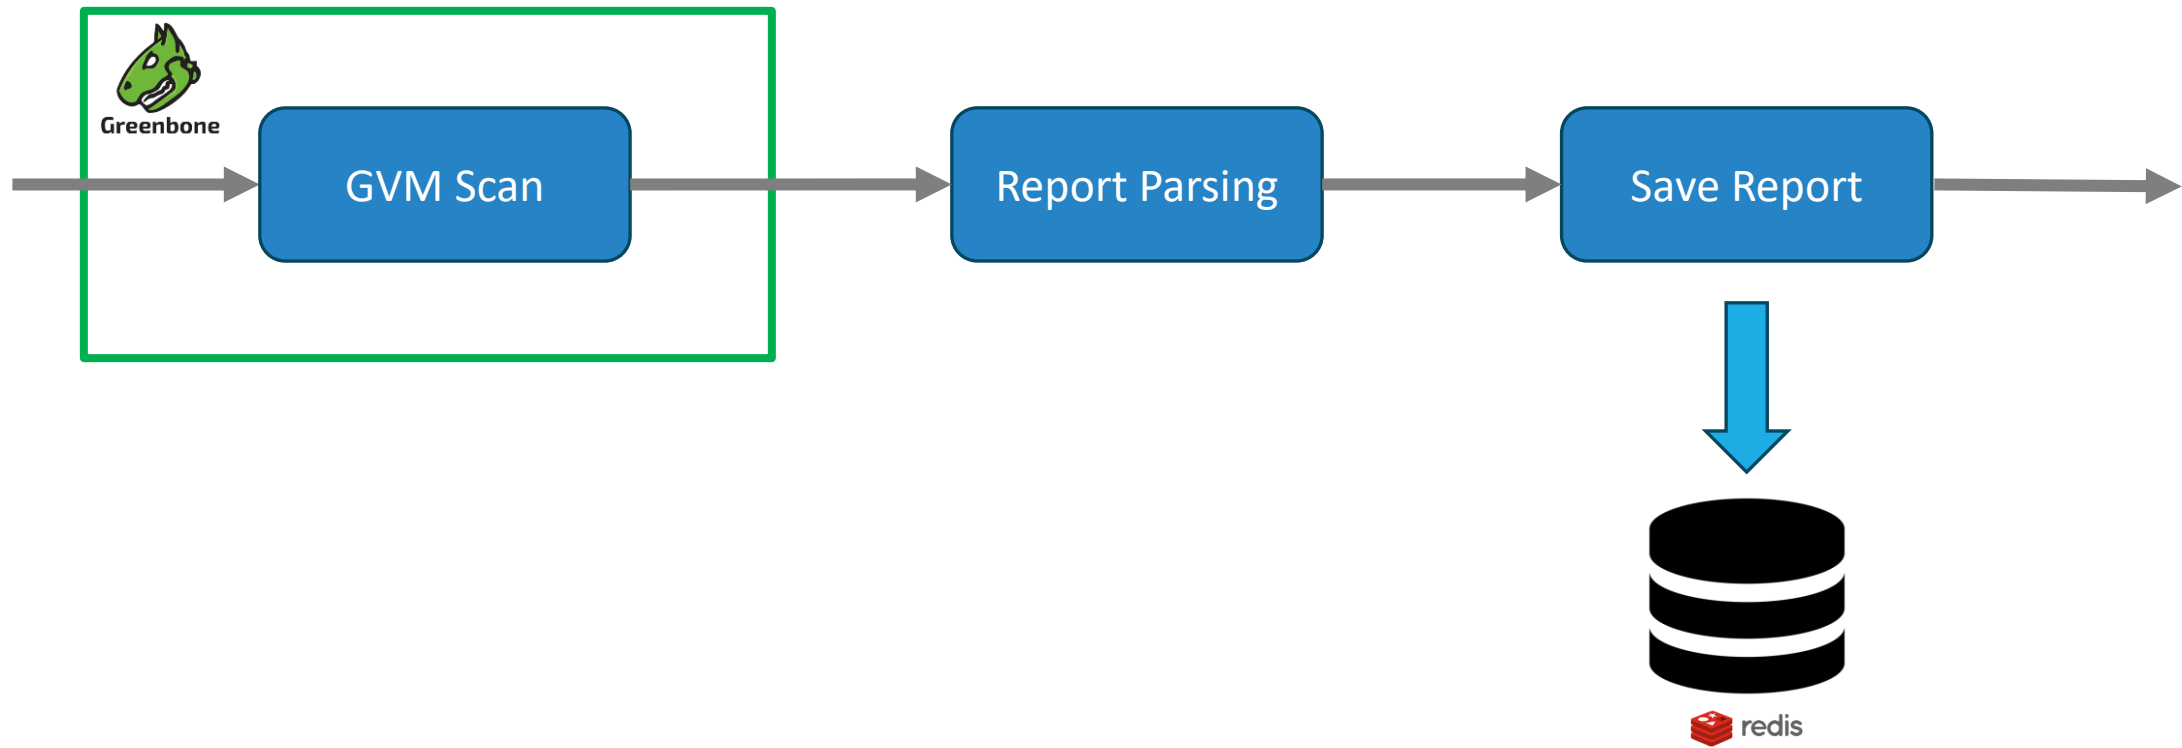 Greenbone
GVM Scan
Report Parsing
Save Report
redis